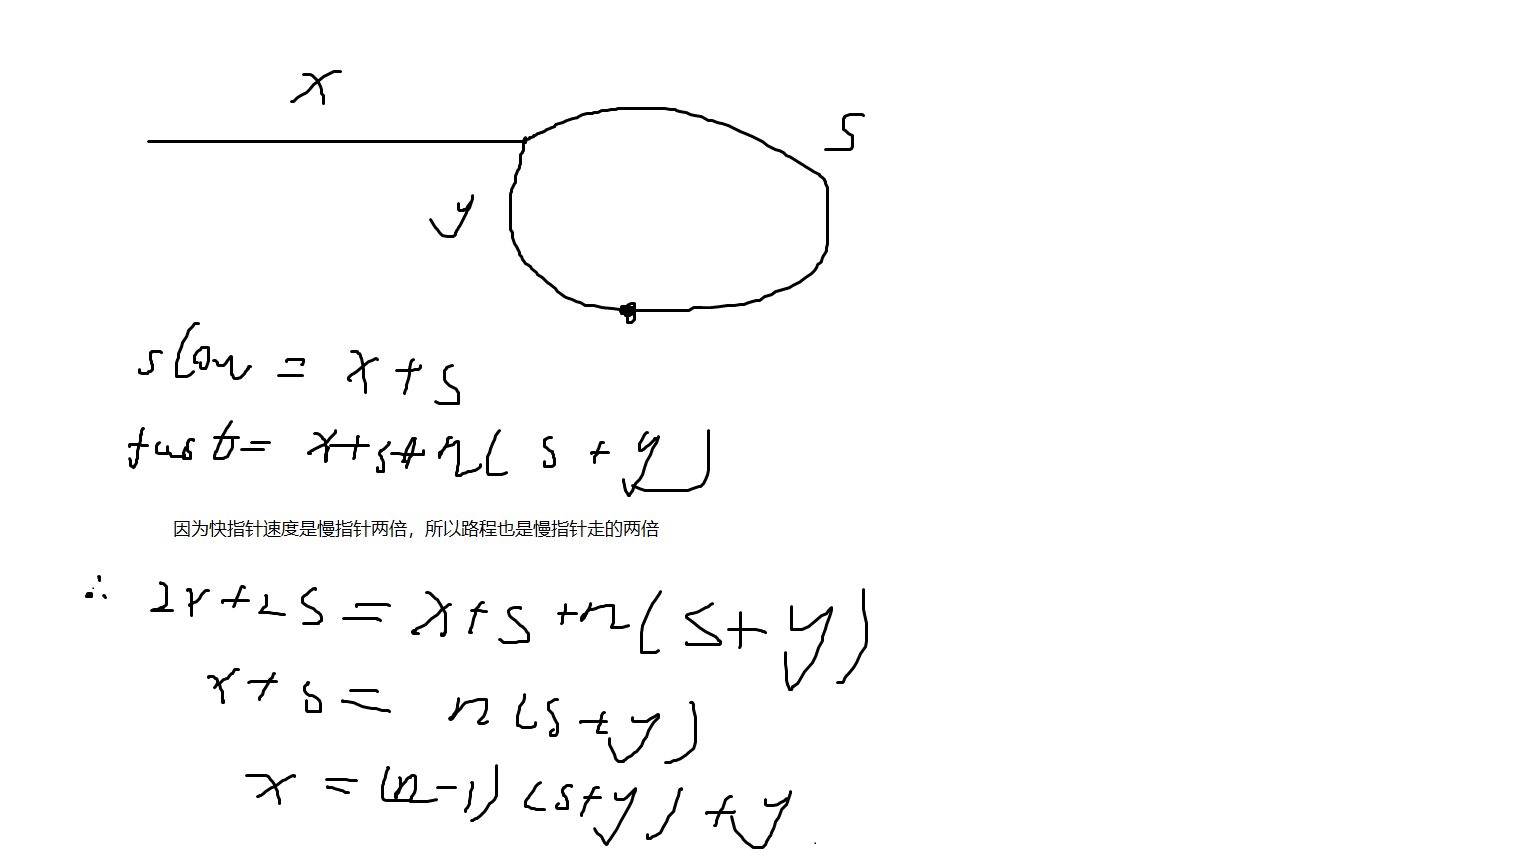 x
s
y
slow = x + s
fast = x + s + n ( s + y )
因为快指针速度是慢指针两倍，所以路程也是慢指针走的两倍
∴ 2x + 2s = x + s + n ( s + y )
x + s = n ( s + y )
x = (n - 1) ( s + y ) + y